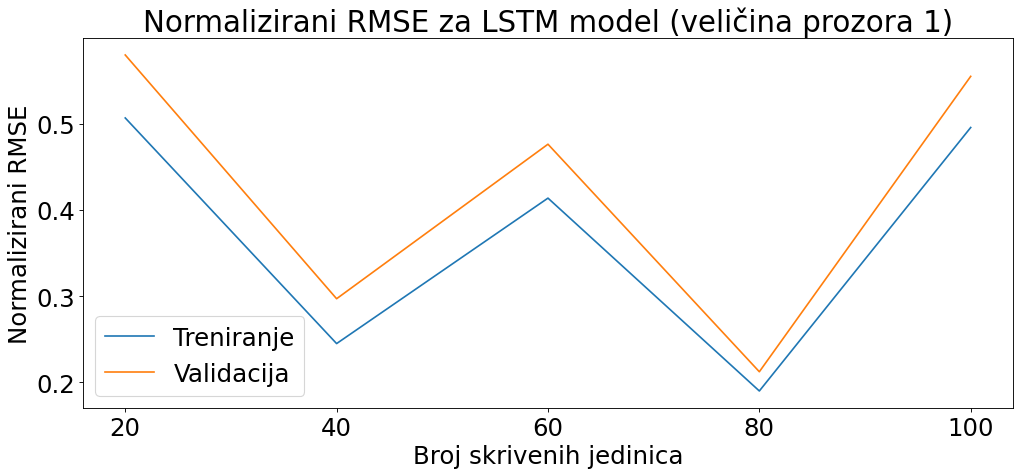 Normalizirani RMSE za LSTM model (veličina prozora 1)
Normalizirani RMSE
0.5
0.4
0.3
0.2
Treniranje
Validacija
20 40 60 80 100
Broj skrivenih jedinica